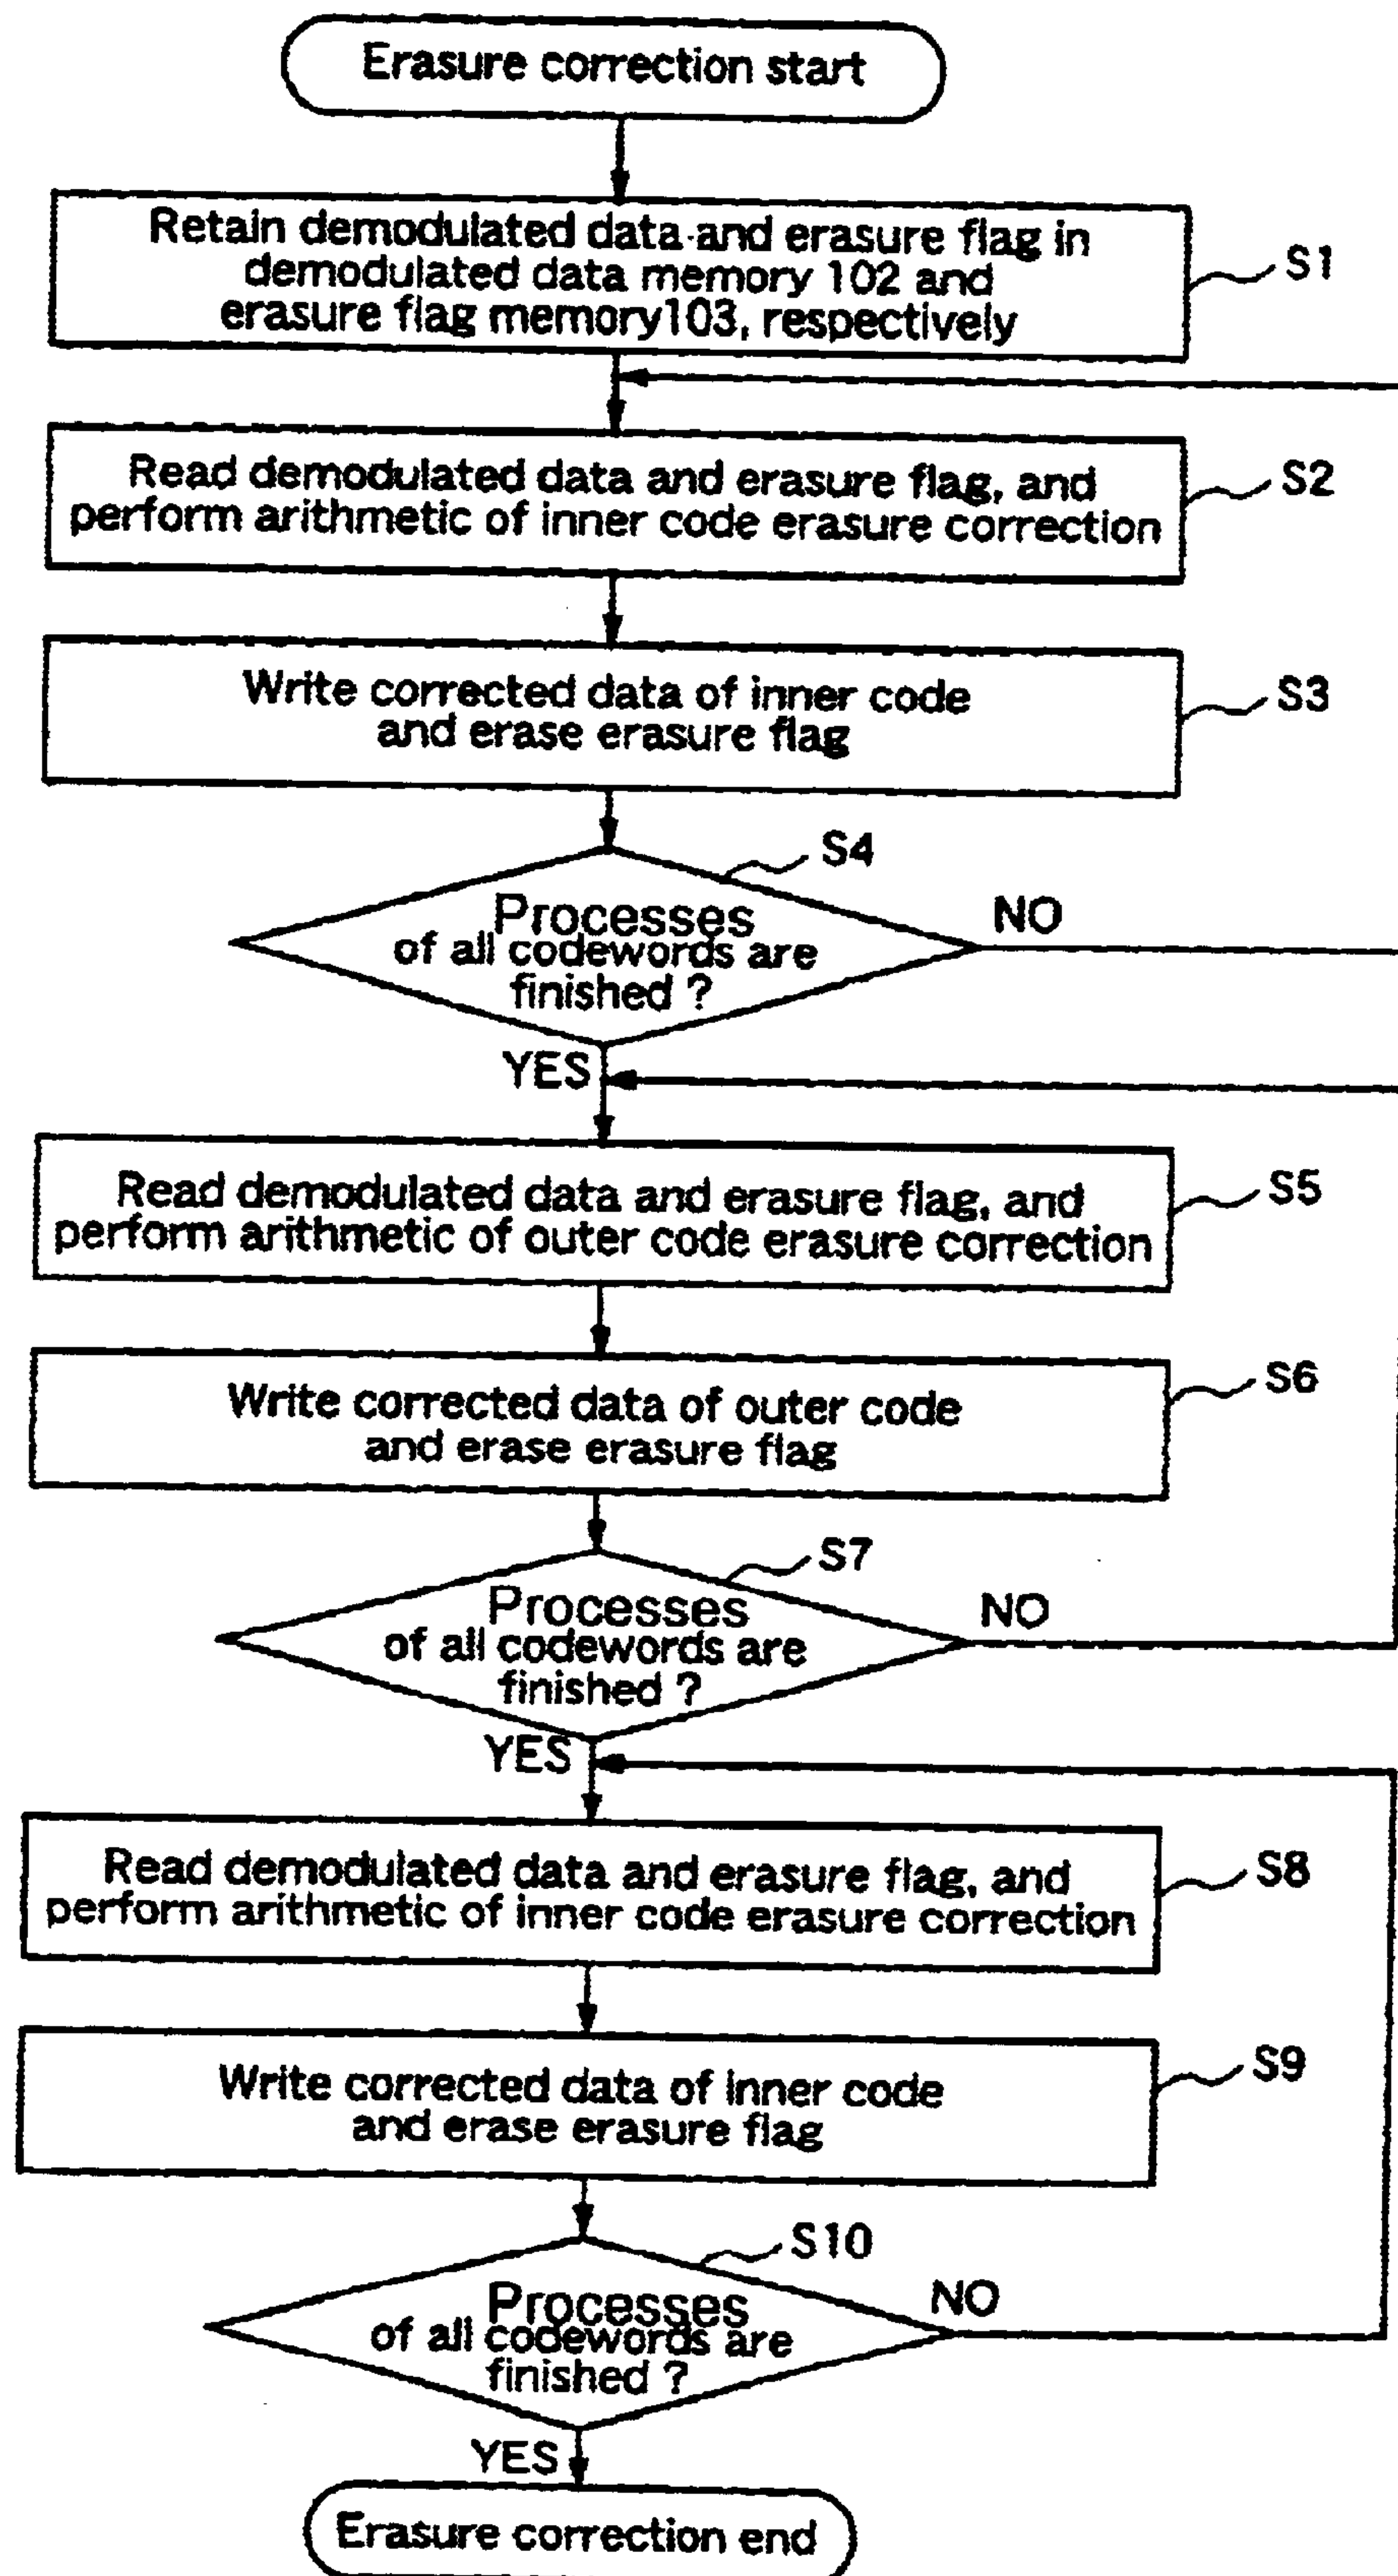 Erasure correction start
Retain demodulated data and erasure flag in
demodulated data memory 102 and
erasure flag memory103, respectively
S1
Read demodulated data and erasure flag, and
perform arithmetic of inner code erasure correction
S2
Write corrected data of inner code
and erase erasure flag
S3
S4
Processes
of all codewords are
finished ?
NO
YES
Read demodulated data and erasure flag, and
perform arithmetic of outer code erasure correction
S5
Write corrected data of outer code
and erase erasure flag
S6
S7
Processes
of all codewords are
finished ?
NO
YES
Read demodulated data and erasure flag, and
perform arithmetic of inner code erasure correction
S8
Write corrected data of inner code
and erase erasure flag
S9
S10
Processes
of all codewords are
finished ?
NO
YES
Erasure correction end